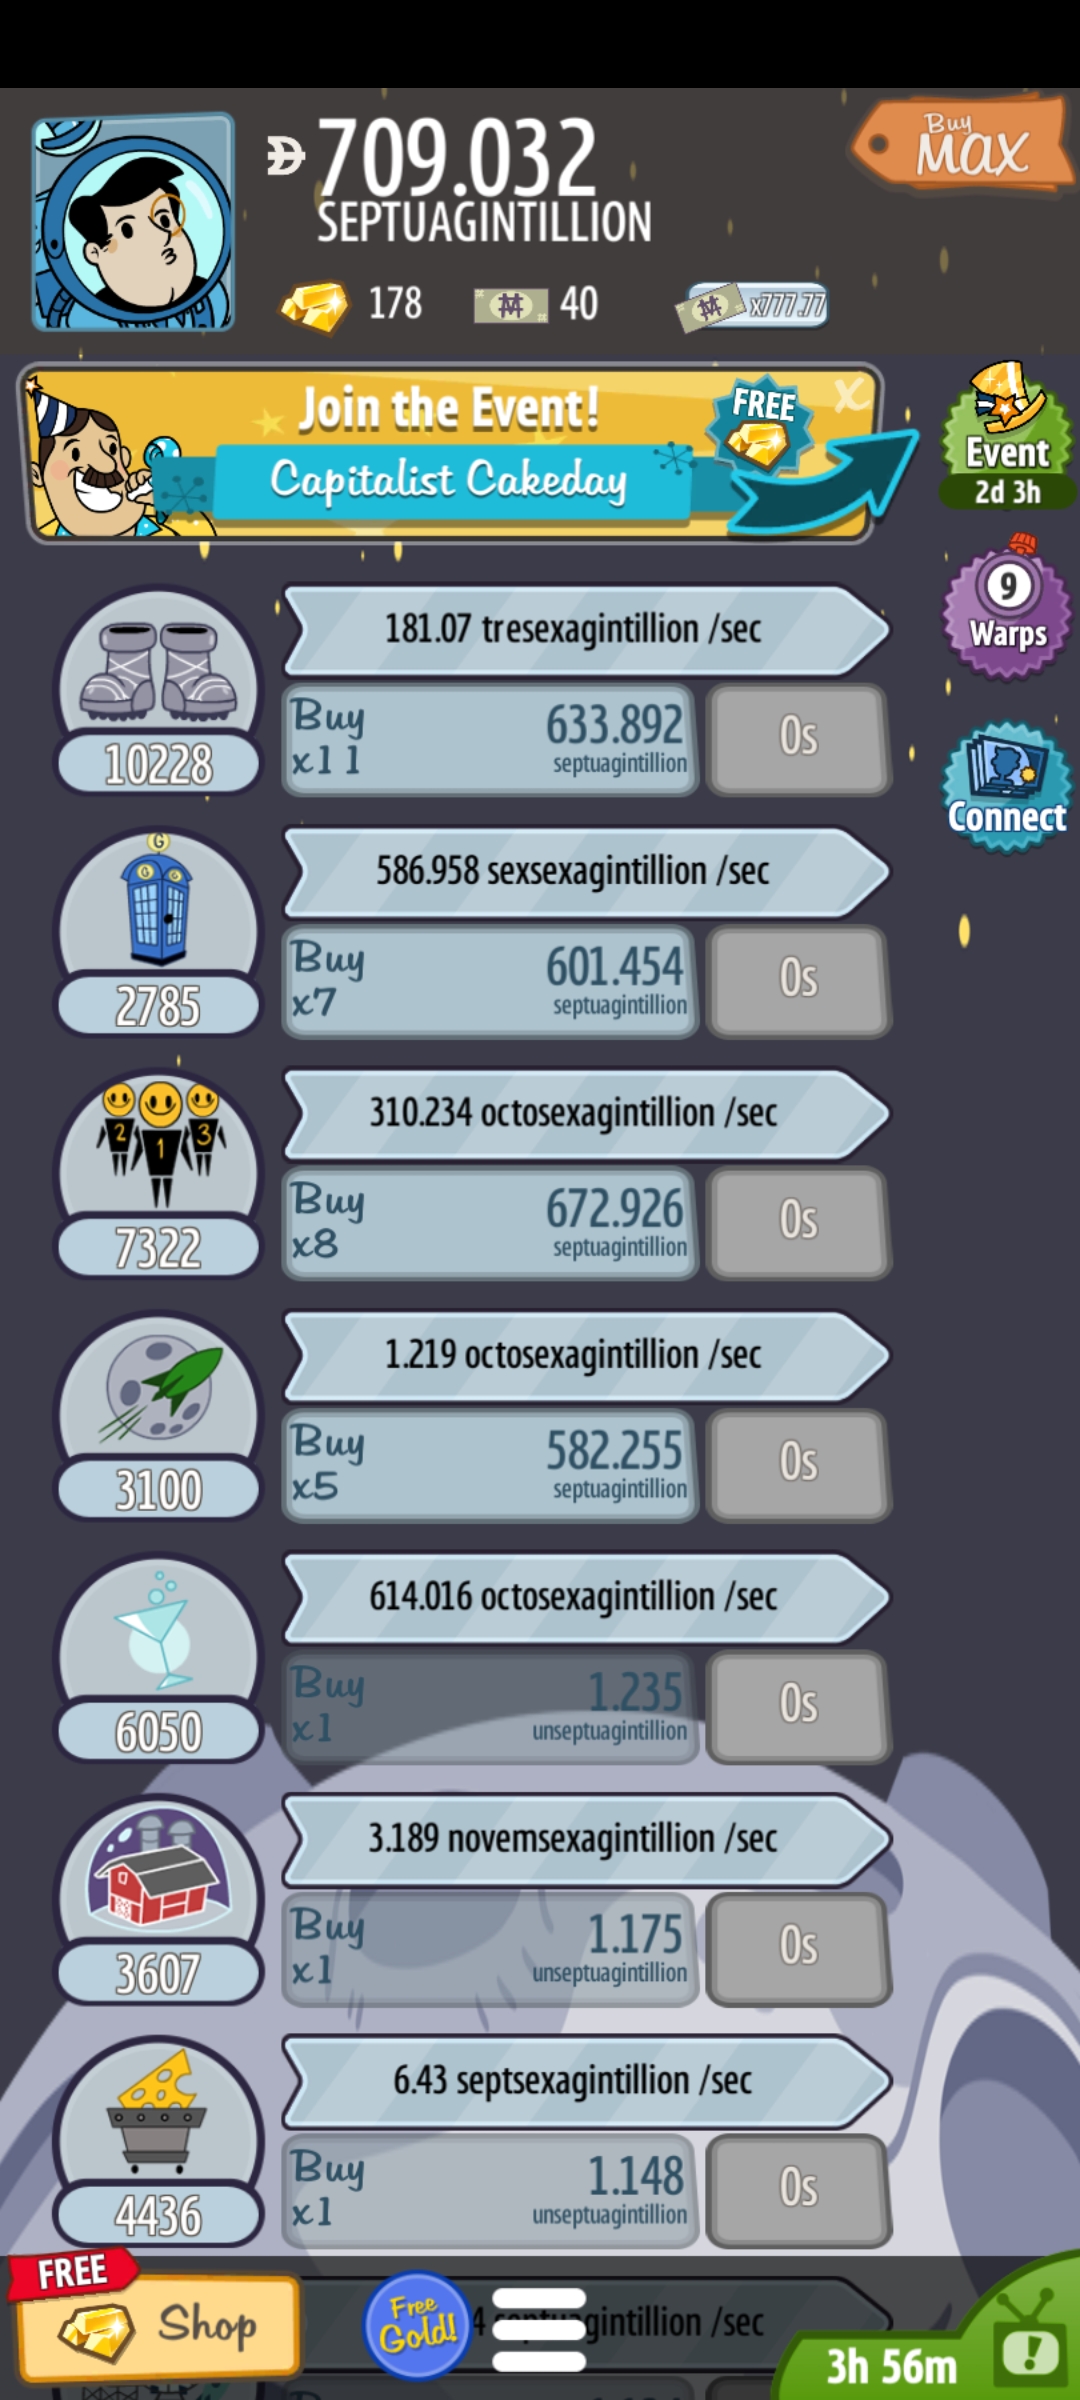 709.032
SEPTUAGINTILLION
Buy
MAX
178
40
x777.77
Join the Event!
FREE
Capitalist Cakeday
Event
2d 3h
9
Warps
Connect
181.07 tresexagintillion /sec
Buy
x11
633.892
septuagintillion
0s
10228
G
G
G
586.958 sexsexagintillion /sec
Buy
x7
601.454
septuagintillion
0s
2785
2
1
3
310.234 octosexagintillion /sec
Buy
x8
672.926
septuagintillion
0s
7322
1.219 octosexagintillion /sec
Buy
x5
582.255
septuagintillion
0s
3100
614.016 octosexagintillion /sec
Buy
x1
1.235
unseptuagintillion
0s
6050
3.189 novemsexagintillion /sec
Buy
x1
1.175
unseptuagintillion
0s
3607
6.43 septsexagintillion /sec
Buy
x1
1.148
unseptuagintillion
0s
4436
FREE
Shop
Free
Gold!
/sec
3h 56m
!